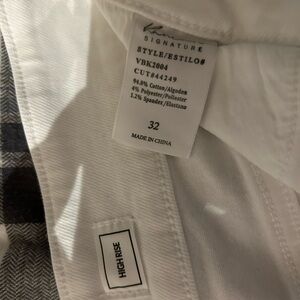 SIGNATURE
STYLE/ESTILO#
VBK2004
CUT#44249
94.8% Cotton/Algodon
4% Polyester/Poliester
1.2% Spandex/Elastano
32
MADE IN CHINA
HIGH RISE